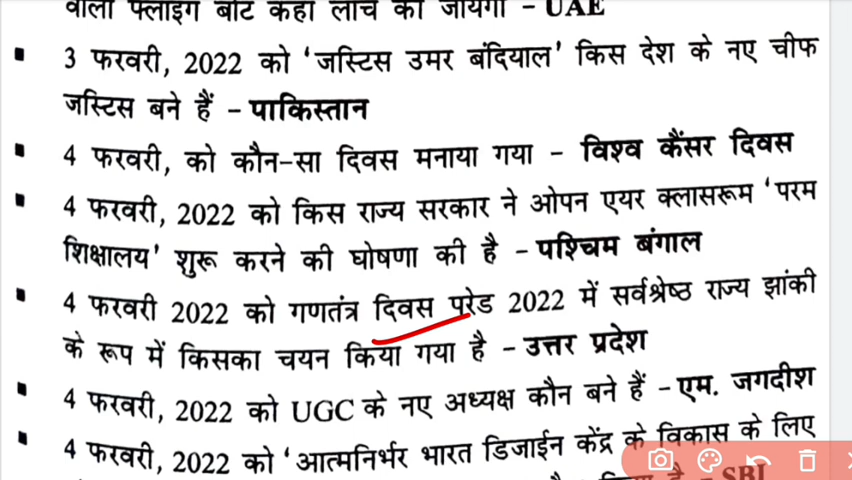 वाली फ्लाइंग बोट कहाँ लॉंच की जायेगी – UAE
▪ 3 फरवरी, 2022 को ‘जस्टिस उमर बंदियाल’ किस देश के नए चीफ
जस्टिस बने हैं – पाकिस्तान
▪ 4 फरवरी, को कौन-सा दिवस मनाया गया – विश्व कैंसर दिवस
▪ 4 फरवरी, 2022 को किस राज्य सरकार ने ओपन एयर क्लासरूम ‘परम
शिक्षालय’ शुरू करने की घोषणा की है – पश्चिम बंगाल
▪ 4 फरवरी 2022 को गणतंत्र दिवस परेड 2022 में सर्वश्रेष्ठ राज्य झांकी
के रूप में किसका चयन किया गया है – उत्तर प्रदेश
▪ 4 फरवरी, 2022 को UGC के नए अध्यक्ष कौन बने हैं – एम. जगदीश
▪ 4 फरवरी, 2022 को ‘आत्मनिर्भर भारत डिजाईन केंद्र के विकास के लिए
है – SBI